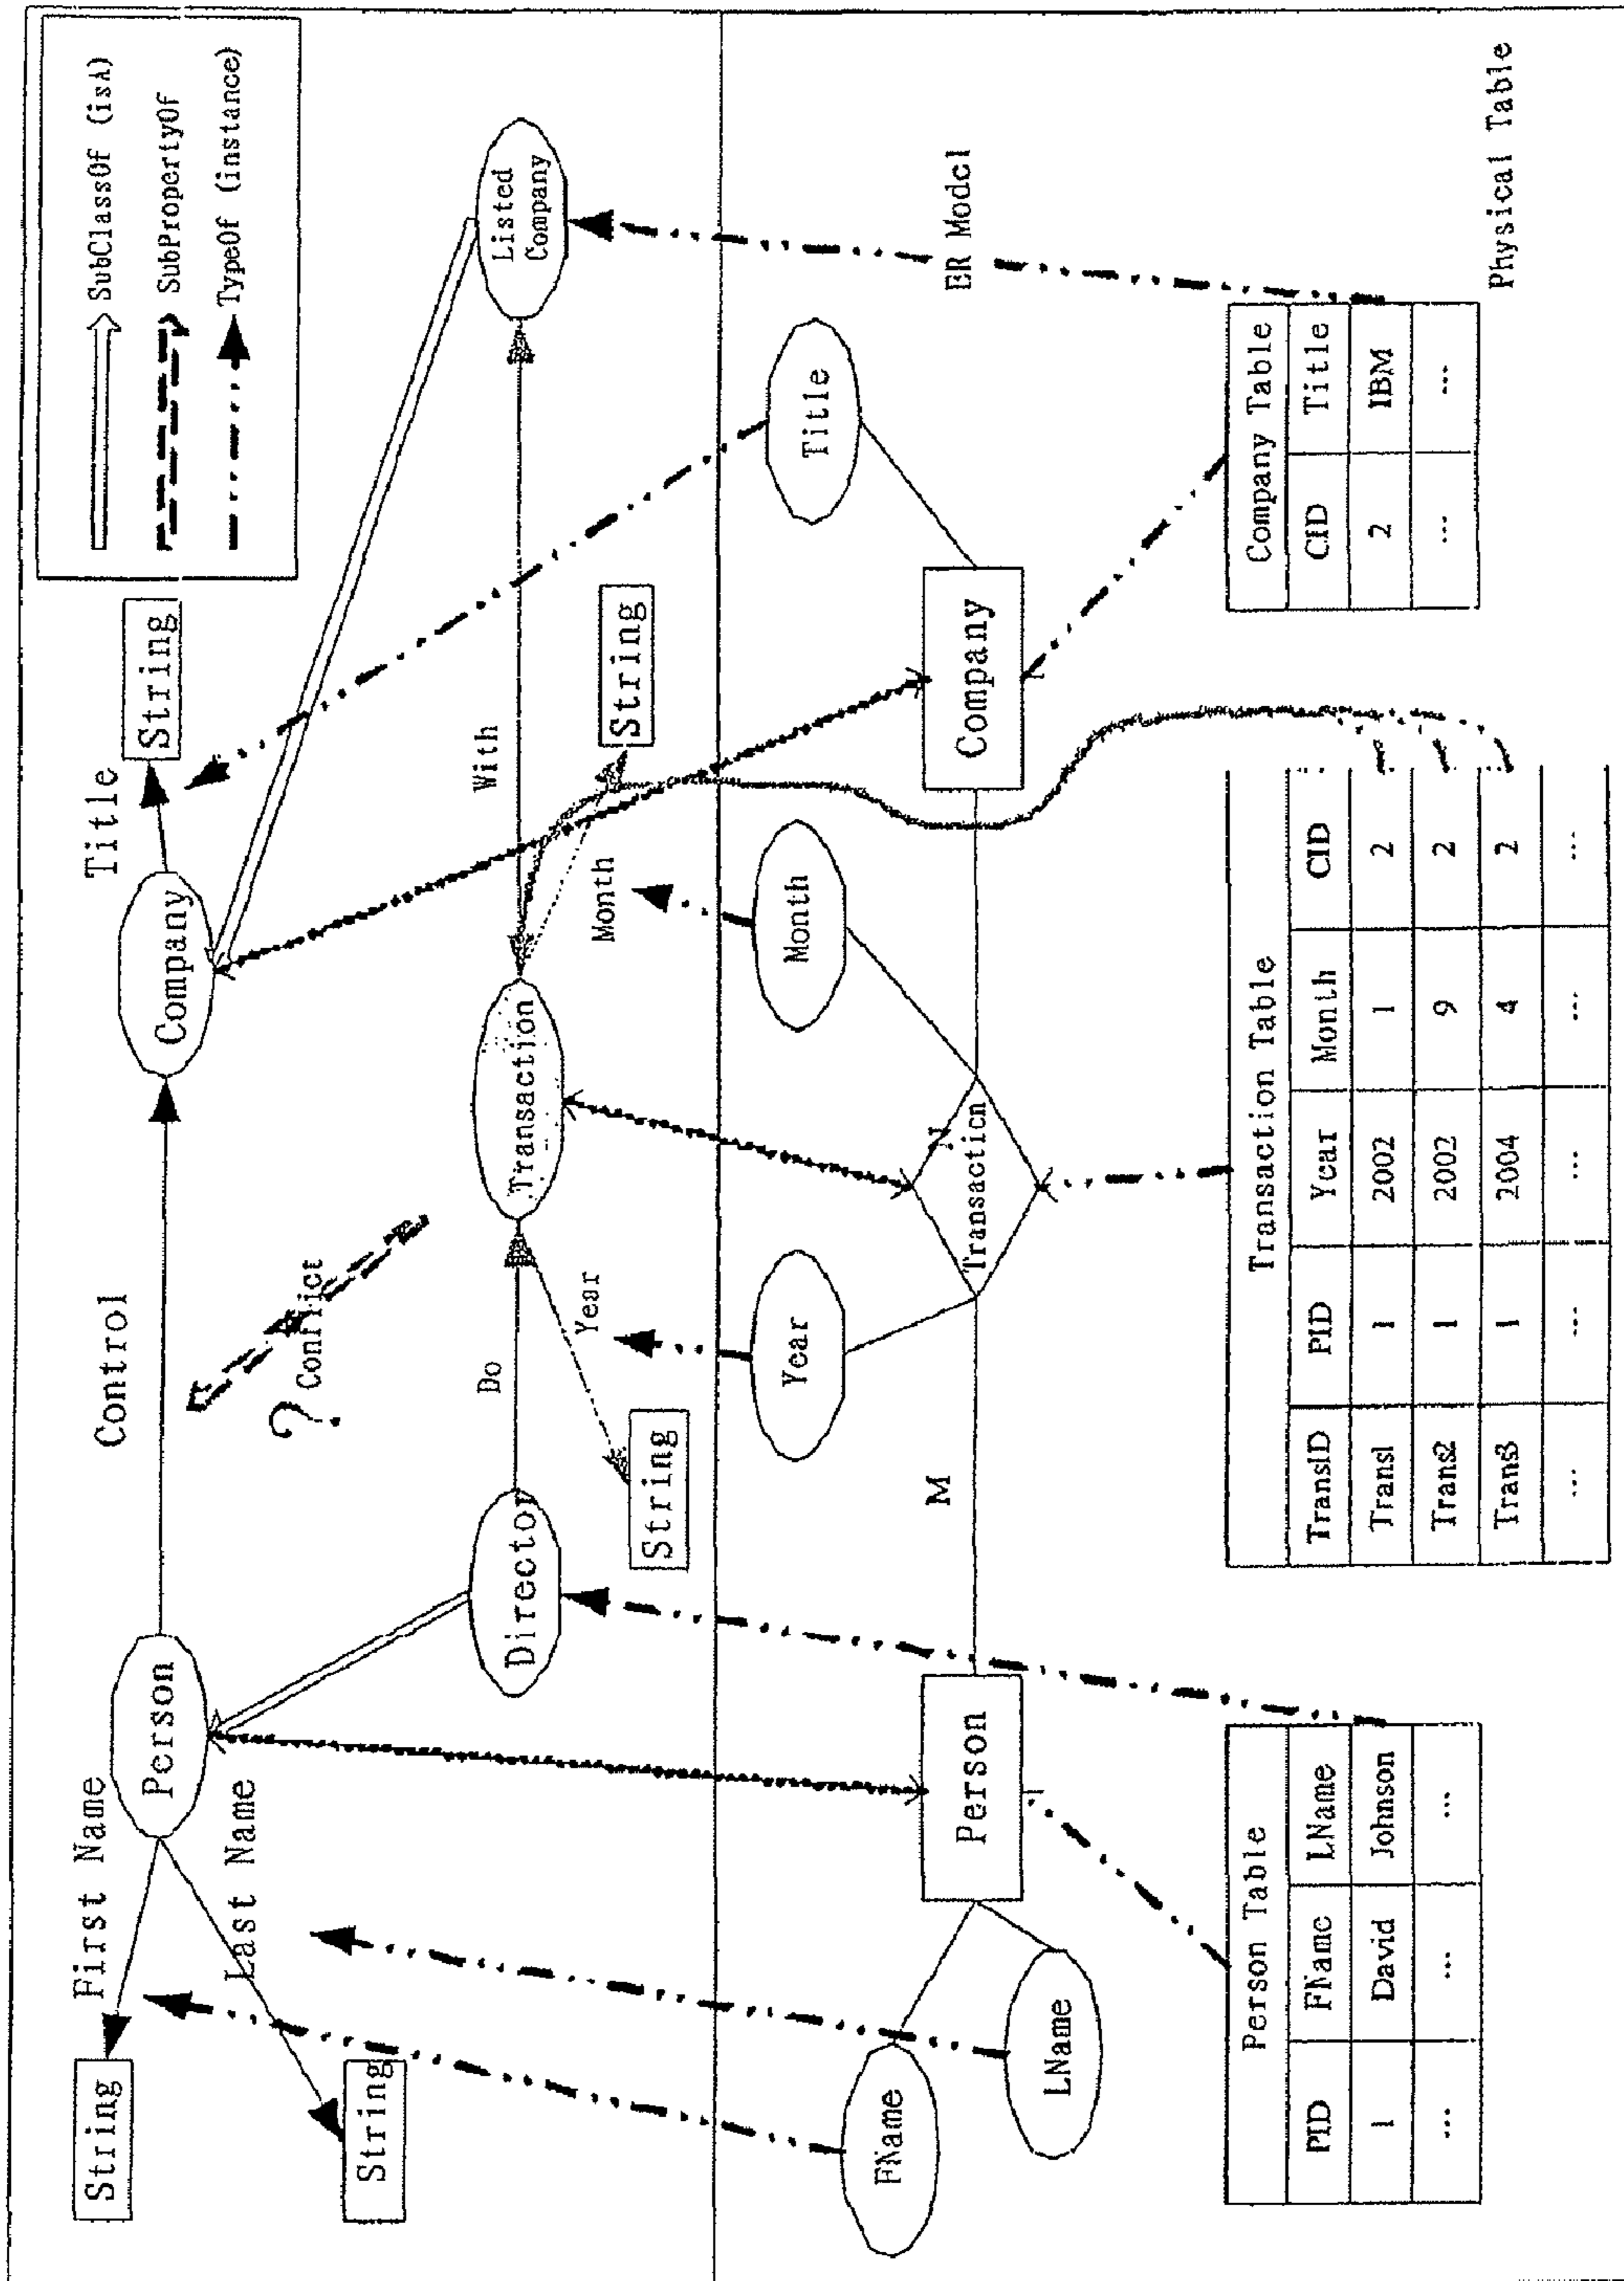 SubClassOf (isA)
SubPropertyOf
TypeOf (instance)
String
First Name
Person
Last Name
String
Control
Company
Title
String
? Conflict
Director
Do
Transaction
With
Listed
Company
Year
String
Month
String
ER Model
FName
LName
Person
M
Year
Transaction
N
Month
Company
Title
Person Table
PID FName LName
1 David Johnson
... ... ...
Transaction Table
TransID PID Year Month CID
Trans1 1 2002 1 2
Trans2 1 2002 9 2
Trans3 1 2004 4 2
... ... ... ... ...
Company Table
CID Title
2 IBM
... ...
Physical Table